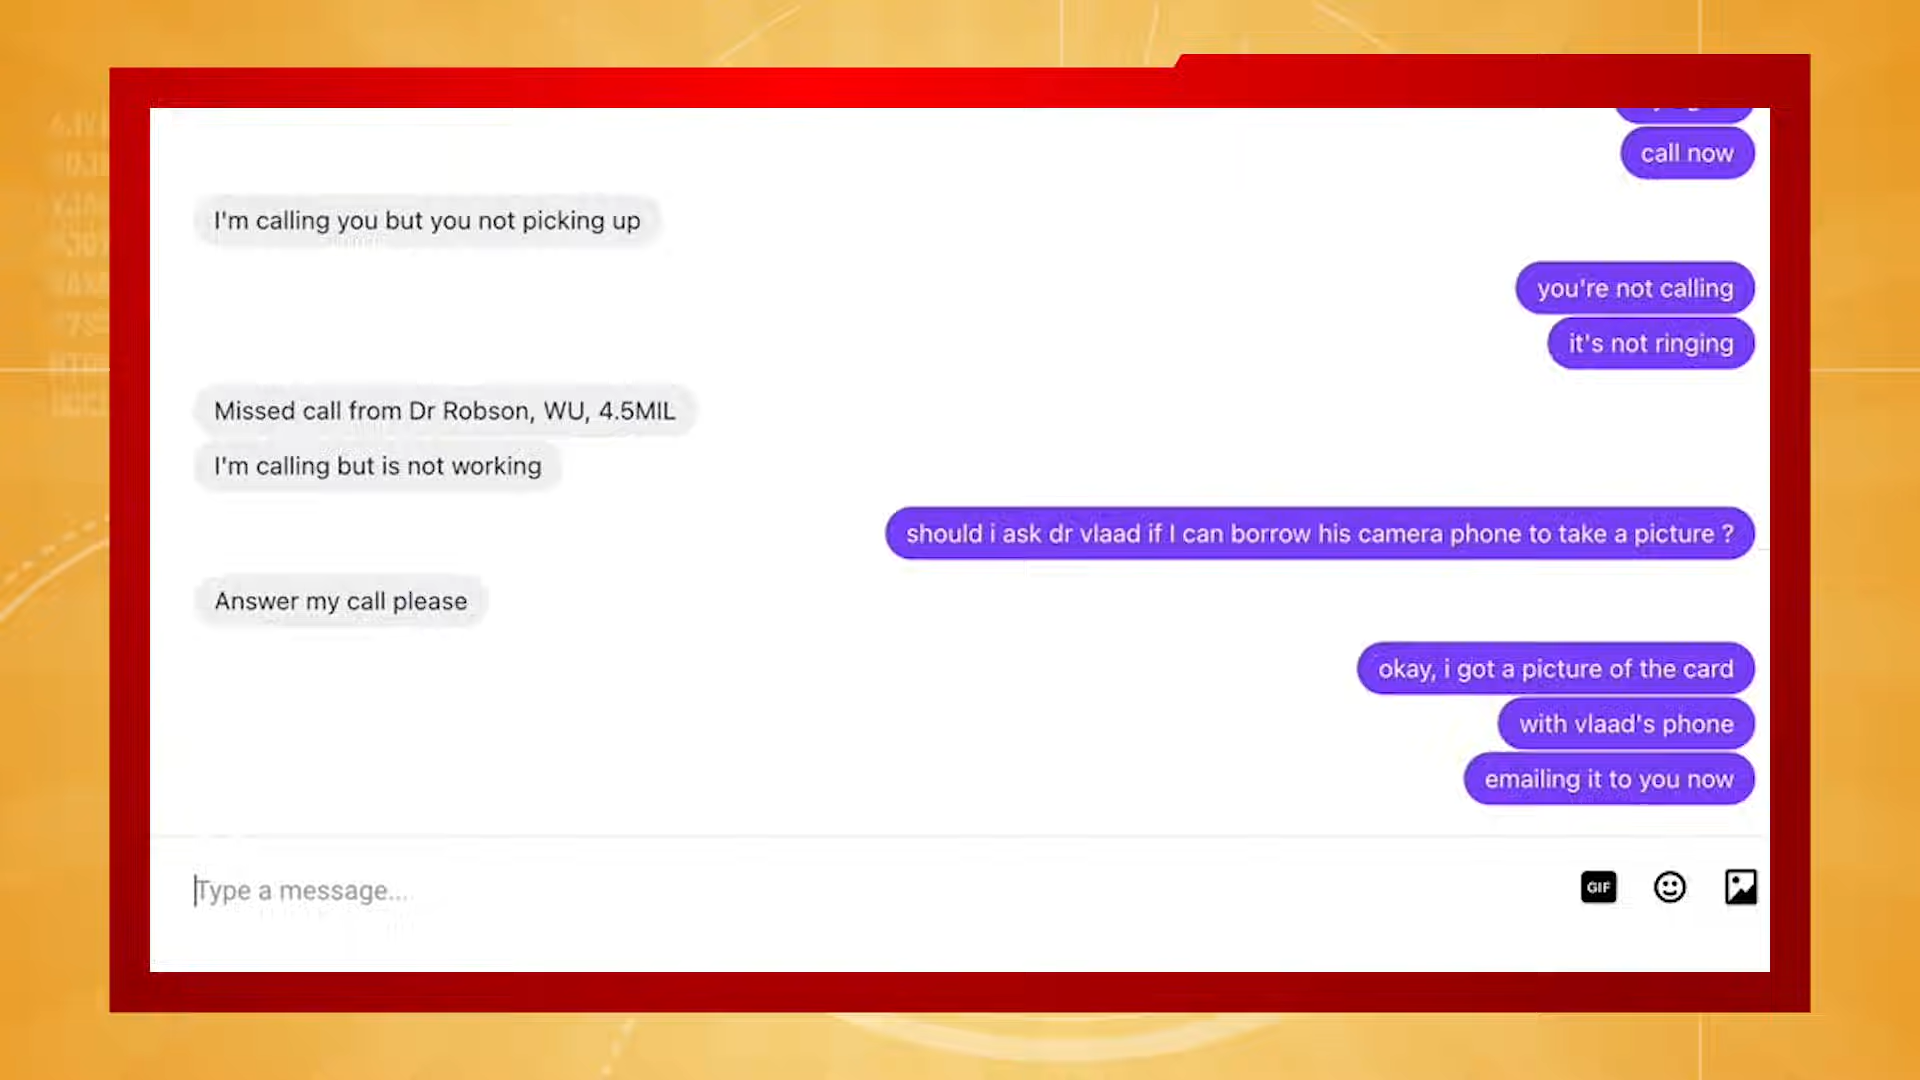 call now
I'm calling you but you not picking up
you're not calling
it's not ringing
Missed call from Dr Robson, WU, 4.5MIL
I'm calling but is not working
should i ask dr vlaad if I can borrow his camera phone to take a picture ?
Answer my call please
okay, i got a picture of the card
with vlaad's phone
emailing it to you now
Type a message...
GIF